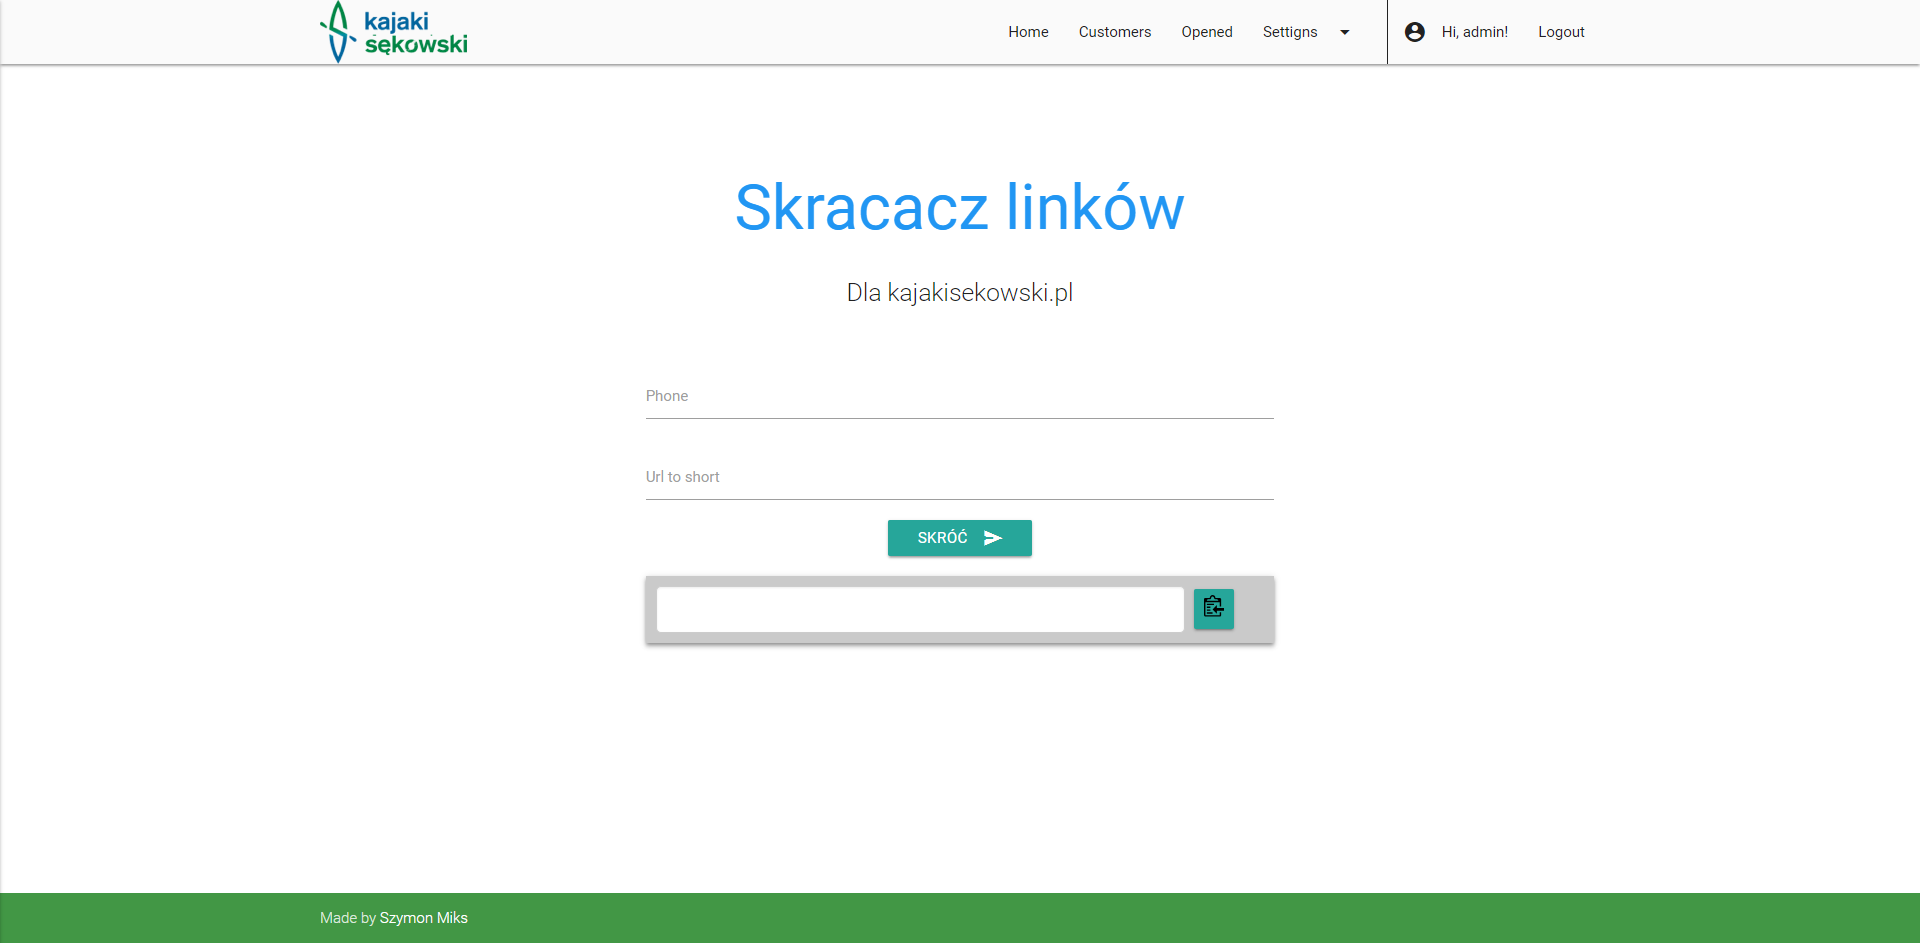 kajaki
sękowski
Home Customers Opened Settigns Hi, admin! Logout
Skracacz linków
Dla kajakisekowski.pl
Phone
Url to short
SKRÓĆ
Made by Szymon Miks